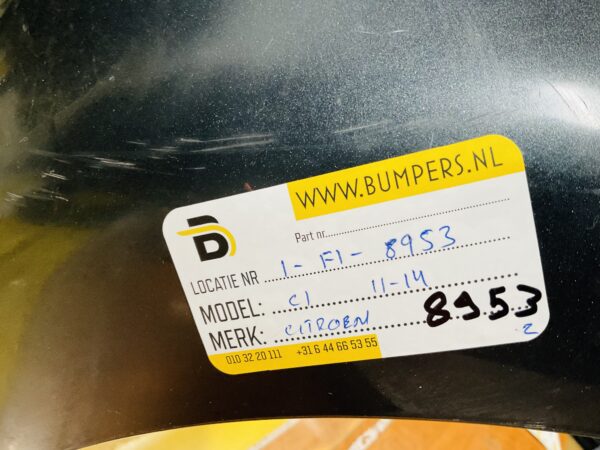 WWW.BUMPERS.NL
B
Part nr
LOCATIE NR 1 - F1 - 8953
MODEL: C1 11-14
MERK: CITROEN 8953
2
010 32 20 111 +31 6 44 66 53 55